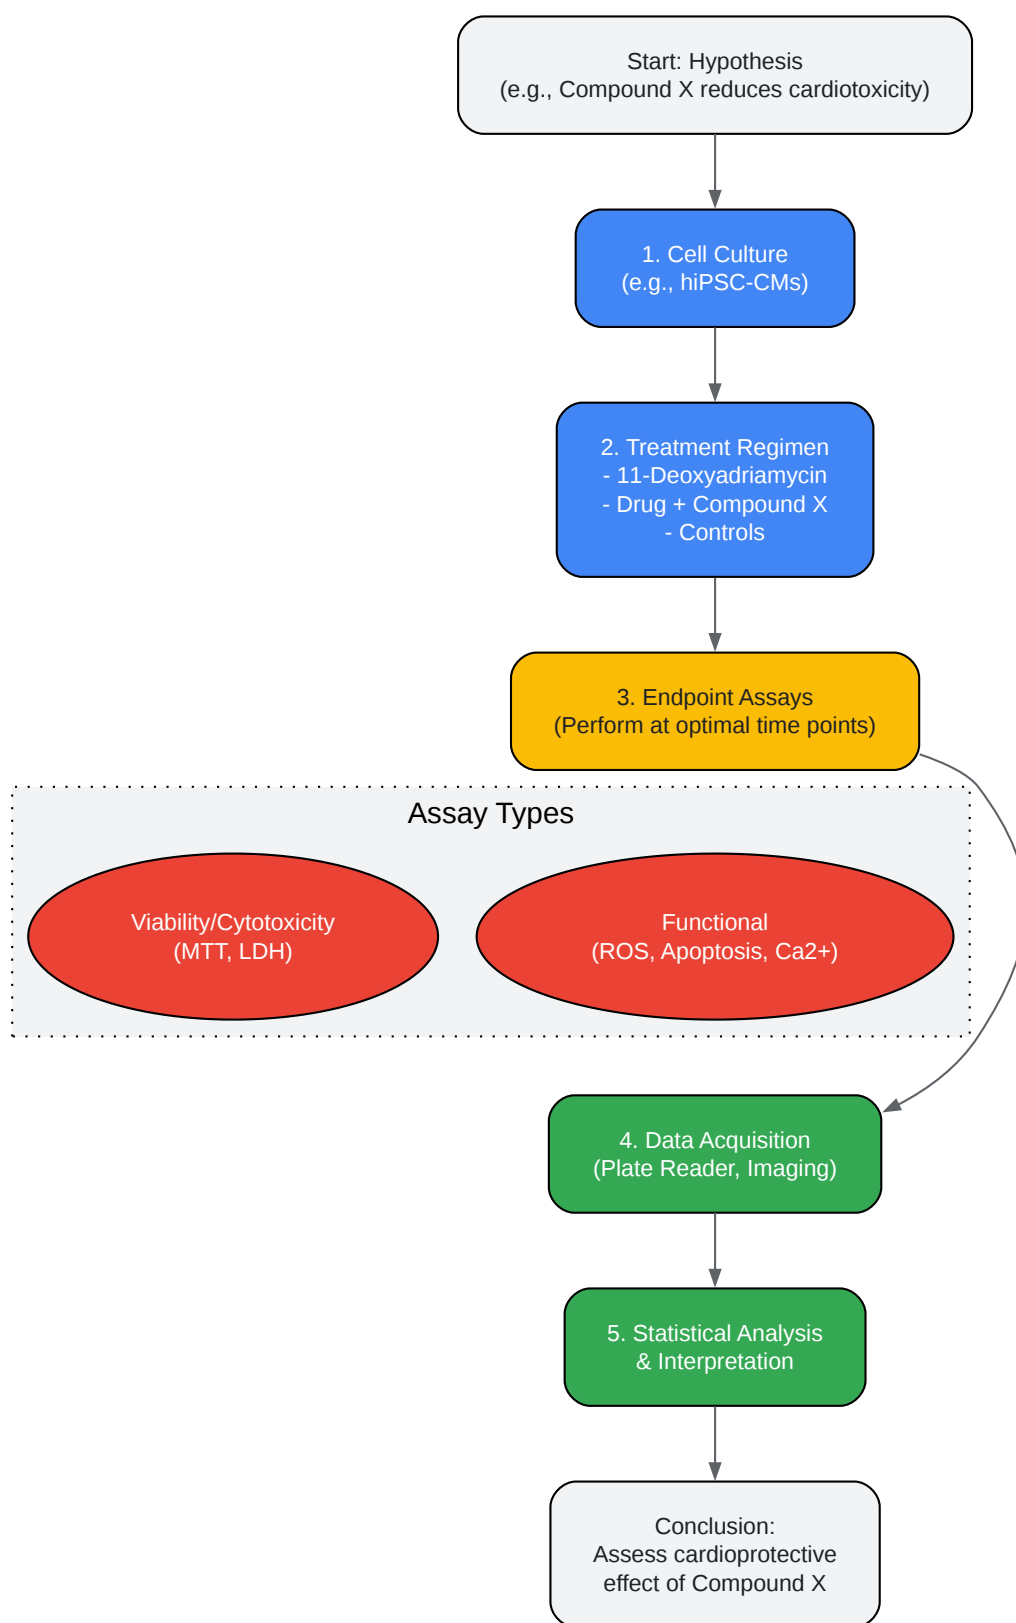 Start: Hypothesis
(e.g., Compound X reduces cardiotoxicity)
1. Cell Culture
(e.g., hiPSC-CMs)
2. Treatment Regimen
- 11-Deoxyadriamycin
- Drug + Compound X
- Controls
3. Endpoint Assays
(Perform at optimal time points)
Assay Types
Viability/Cytotoxicity
(MTT, LDH)
Functional
(ROS, Apoptosis, Ca2+)
4. Data Acquisition
(Plate Reader, Imaging)
5. Statistical Analysis
& Interpretation
Conclusion:
Assess cardioprotective
effect of Compound X